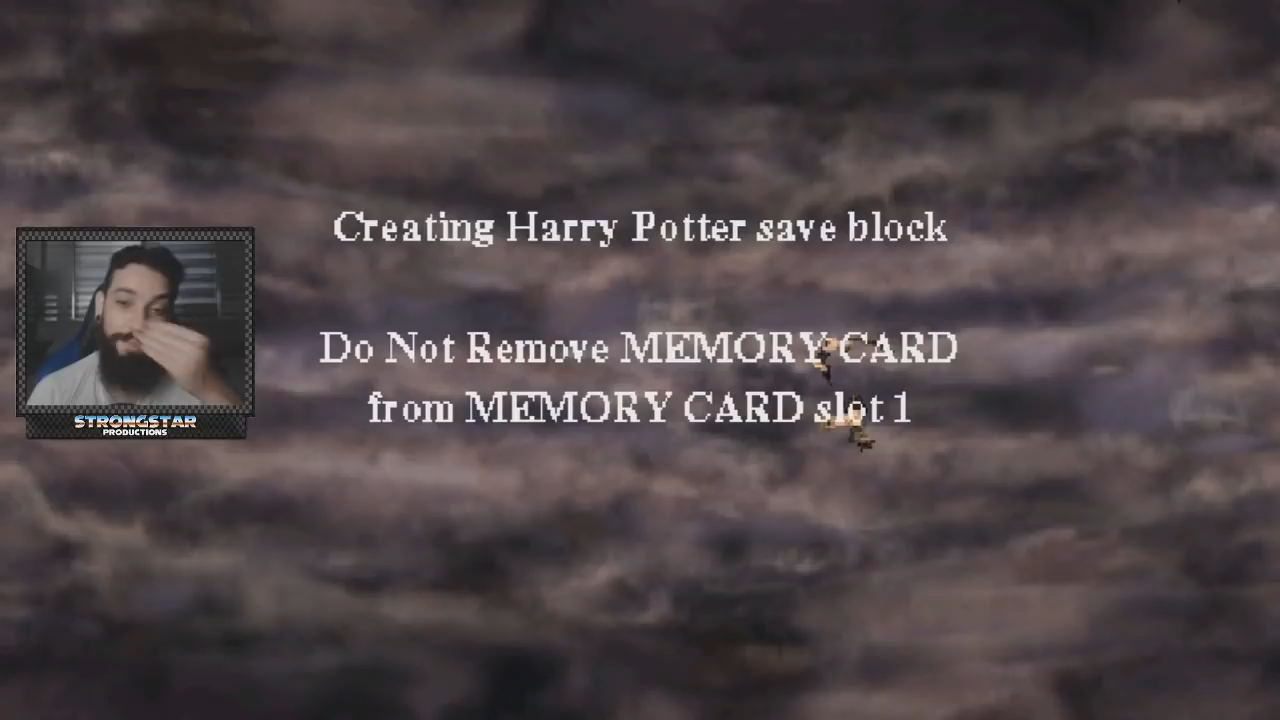 Creating Harry Potter save block
Do Not Remove MEMORY CARD
from MEMORY CARD slot 1
STRONGSTAR
PRODUCTIONS